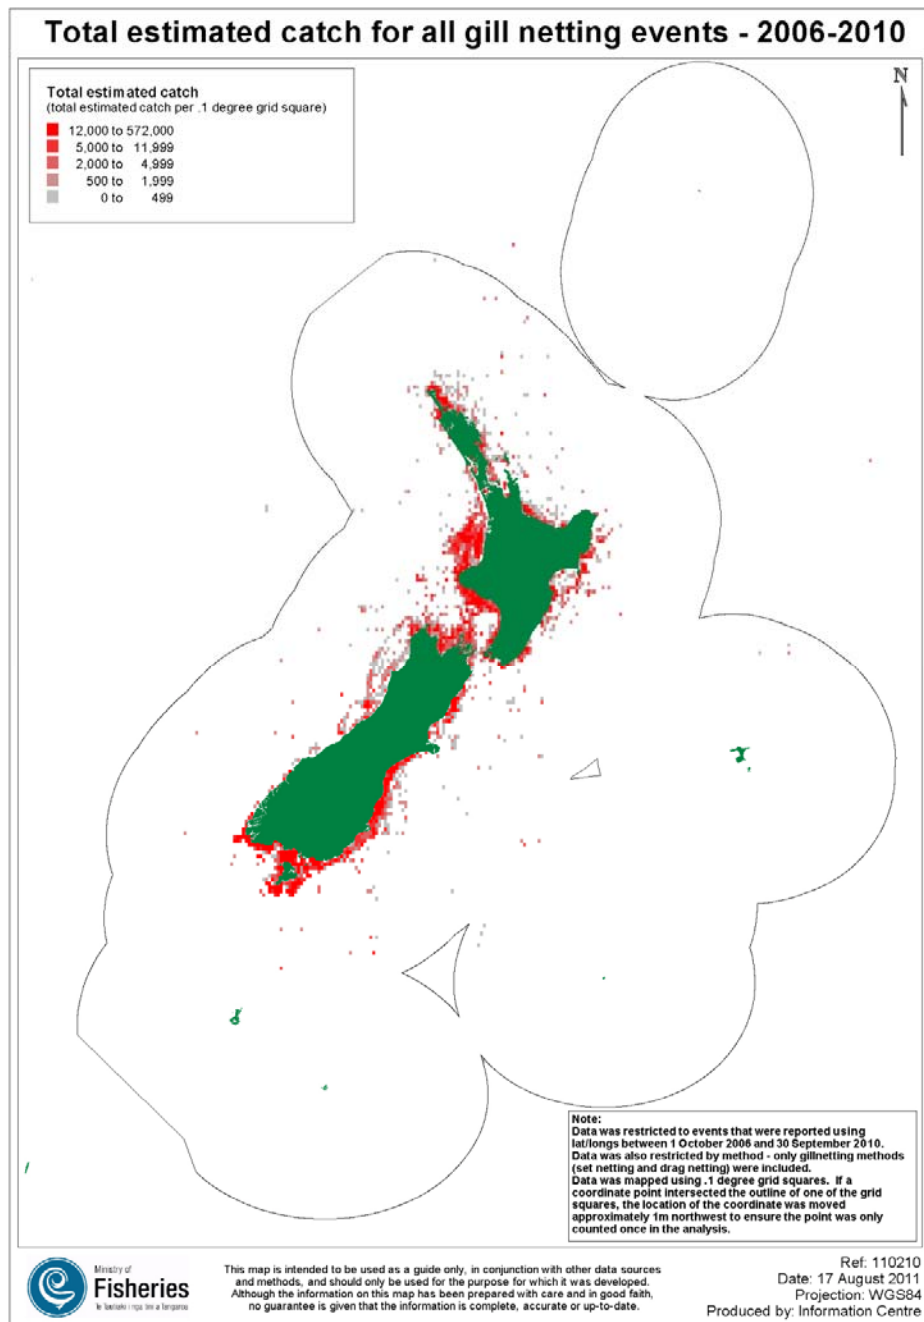 Total estimated catch for all gill netting events - 2006-2010
Total estimated catch
(total estimated catch per .1 degree grid square)
12,000 to 572,000
5,000 to 11,999
2,000 to 4,999
500 to 1,999
0 to 499
N
Note:
Data was restricted to events that were reported using
lat/longs between 1 October 2006 and 30 September 2010.
Data was also restricted by method - only gillnetting methods
(set netting and drag netting) were included.
Data was mapped using .1 degree grid squares. If a
coordinate point intersected the outline of one of the grid
squares, the location of the coordinate was moved
approximately 1m northwest to ensure the point was only
counted once in the analysis.
Ministry of
Fisheries
Te Tautiaki i nga tini a Tangaroa
This map is intended to be used as a guide only, in conjunction with other data sources
and methods, and should only be used for the purpose for which it was developed.
Although the information on this map has been prepared with care and in good faith,
no guarantee is given that the information is complete, accurate or up-to-date.
Ref: 110210
Date: 17 August 2011
Projection: WGS84
Produced by: Information Centre